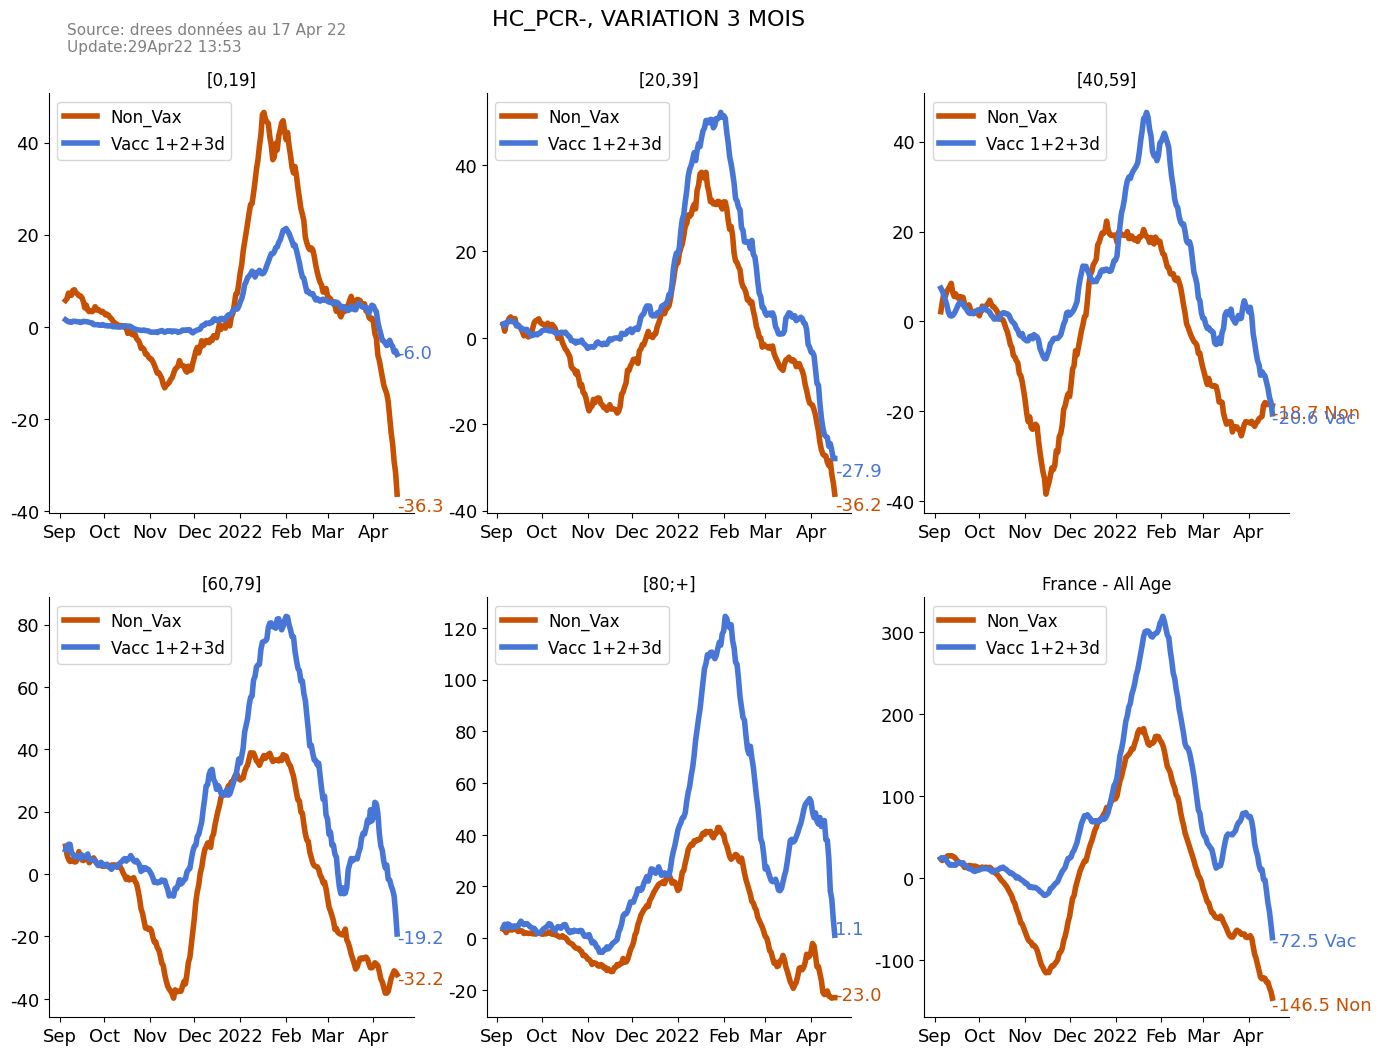 HC_PCR-, VARIATION 3 MOIS
Source: drees données au 17 Apr 22
Update:29Apr22 13:53
[0,19]
Non_Vax
Vacc 1+2+3d
40
20
0
-20
-40
-6.0
-36.3
Sep Oct Nov Dec 2022 Feb Mar Apr
[20,39]
Non_Vax
Vacc 1+2+3d
40
20
0
-20
-40
-27.9
-36.2
Sep Oct Nov Dec 2022 Feb Mar Apr
[40,59]
Non_Vax
Vacc 1+2+3d
40
20
0
-20
-40
-18.7 Non
-20.6 Vac
Sep Oct Nov Dec 2022 Feb Mar Apr
[60,79]
Non_Vax
Vacc 1+2+3d
80
60
40
20
0
-20
-40
-19.2
-32.2
Sep Oct Nov Dec 2022 Feb Mar Apr
[80;+]
Non_Vax
Vacc 1+2+3d
120
100
80
60
40
20
0
-20
1.1
-23.0
Sep Oct Nov Dec 2022 Feb Mar Apr
France - All Age
Non_Vax
Vacc 1+2+3d
300
200
100
0
-100
-72.5 Vac
-146.5 Non
Sep Oct Nov Dec 2022 Feb Mar Apr